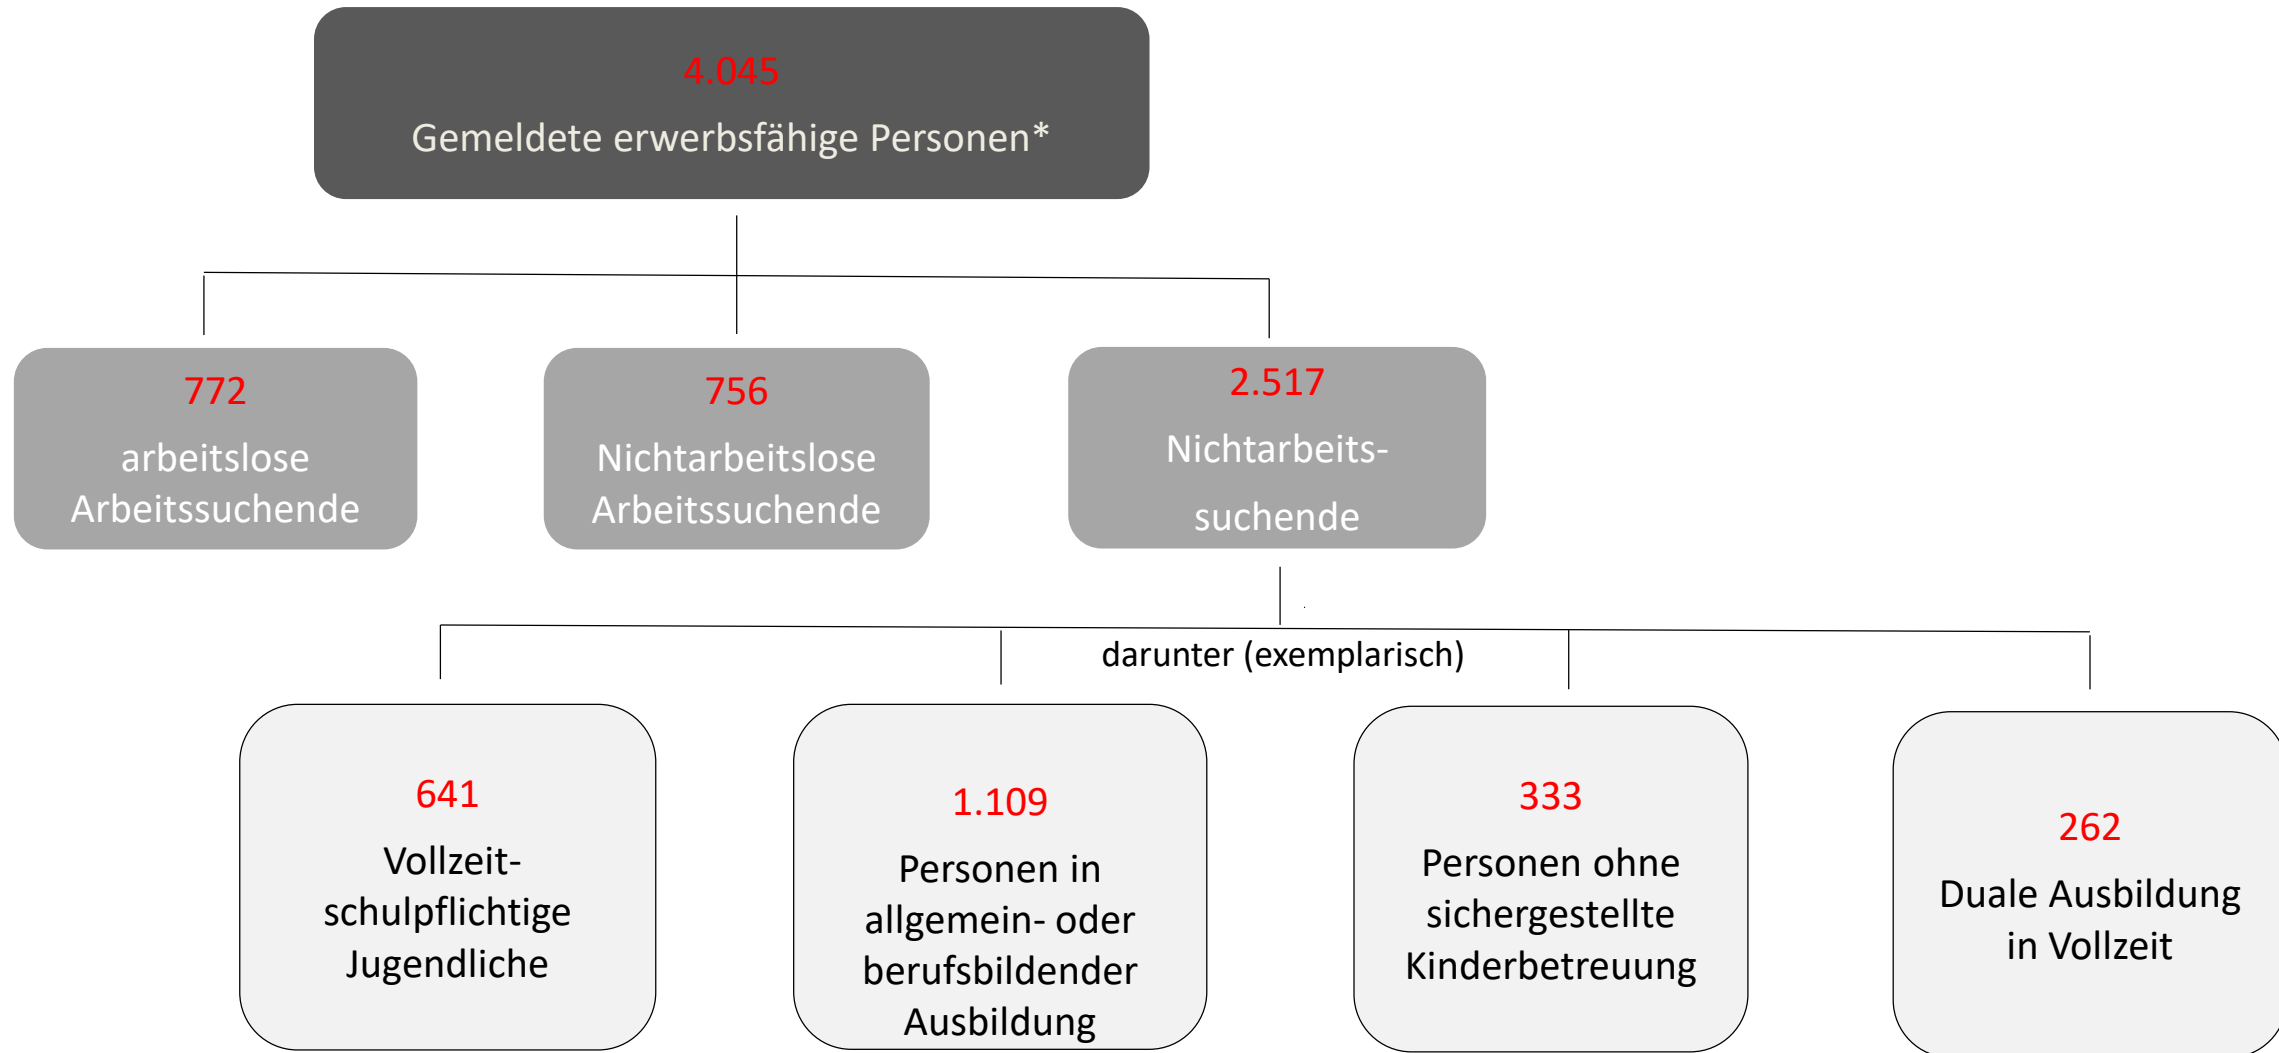 4.045
Gemeldete erwerbsfähige Personen*
772
arbeitslose
Arbeitssuchende
756
Nichtarbeitslose
Arbeitssuchende
2.517
Nichtarbeits-
suchende
darunter (exemplarisch)
641
Vollzeit-
schulpflichtige
Jugendliche
1.109
Personen in
allgemein- oder
berufsbildender
Ausbildung
333
Personen ohne
sichergestellte
Kinderbetreuung
262
Duale Ausbildung
in Vollzeit